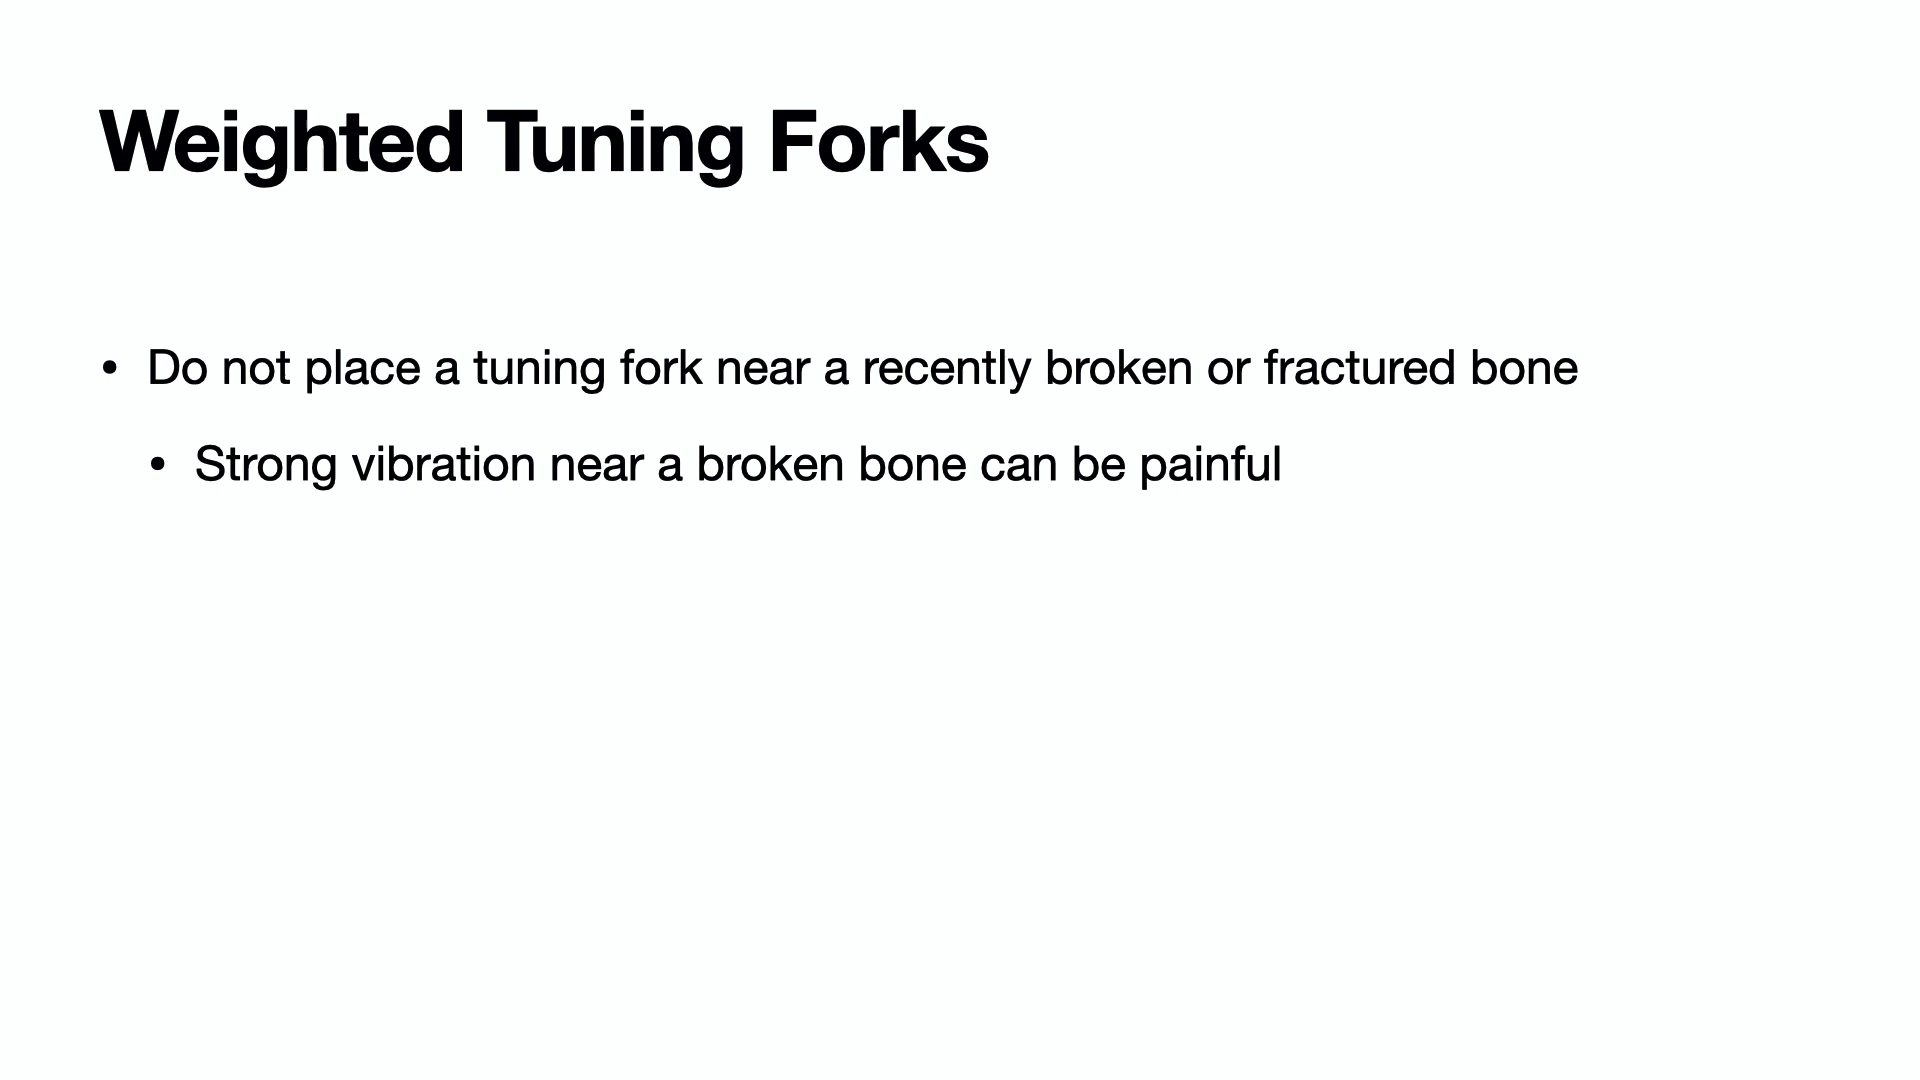 Weighted Tuning Forks
• Do not place a tuning fork near a recently broken or fractured bone
• Strong vibration near a broken bone can be painful